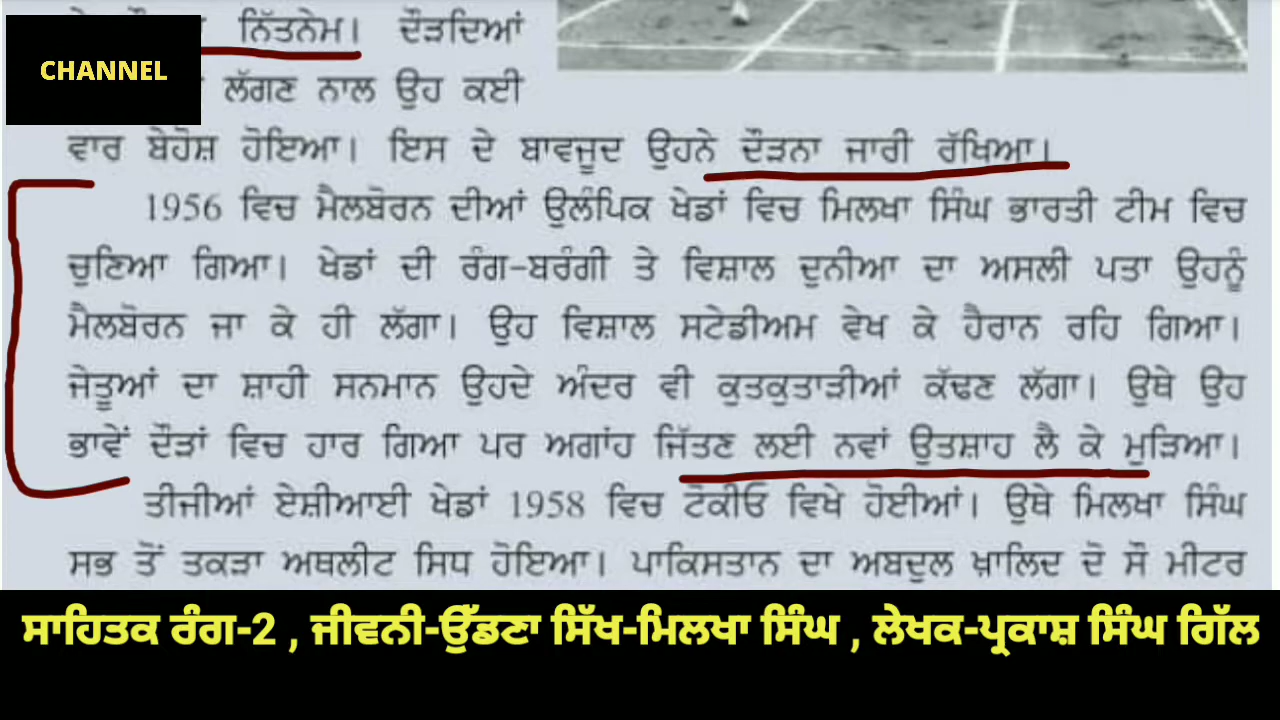 ਨਿੱਤਨੇਮ। ਦੌੜਦਿਆਂ
CHANNEL
ਲੱਗਣ ਨਾਲ ਉਹ ਕਈ
ਵਾਰ ਬੇਹੋਸ਼ ਹੋਇਆ। ਇਸ ਦੇ ਬਾਵਜੂਦ ਉਹਨੇ ਦੌੜਨਾ ਜਾਰੀ ਰੱਖਿਆ।
1956 ਵਿਚ ਮੈਲਬੋਰਨ ਦੀਆਂ ਉਲੰਪਿਕ ਖੇਡਾਂ ਵਿਚ ਮਿਲਖਾ ਸਿੰਘ ਭਾਰਤੀ ਟੀਮ ਵਿਚ
ਚੁਣਿਆ ਗਿਆ। ਖੇਡਾਂ ਦੀ ਰੰਗ-ਬਰੰਗੀ ਤੇ ਵਿਸ਼ਾਲ ਦੁਨੀਆ ਦਾ ਅਸਲੀ ਪਤਾ ਉਹਨੂੰ
ਮੈਲਬੋਰਨ ਜਾ ਕੇ ਹੀ ਲੱਗਾ। ਉਹ ਵਿਸ਼ਾਲ ਸਟੇਡੀਅਮ ਵੇਖ ਕੇ ਹੈਰਾਨ ਰਹਿ ਗਿਆ।
ਜੇਤੂਆਂ ਦਾ ਸ਼ਾਹੀ ਸਨਮਾਨ ਉਹਦੇ ਅੰਦਰ ਵੀ ਕੁਤਕੁਤਾੜੀਆਂ ਕੱਢਣ ਲੱਗਾ। ਉਥੇ ਉਹ
ਭਾਵੇਂ ਦੌੜਾਂ ਵਿਚ ਹਾਰ ਗਿਆ ਪਰ ਅਗਾਂਹ ਜਿੱਤਣ ਲਈ ਨਵਾਂ ਉਤਸ਼ਾਹ ਲੈ ਕੇ ਮੁੜਿਆ।
ਤੀਜੀਆਂ ਏਸ਼ੀਆਈ ਖੇਡਾਂ 1958 ਵਿਚ ਟੋਕੀਓ ਵਿਖੇ ਹੋਈਆਂ। ਉਥੇ ਮਿਲਖਾ ਸਿੰਘ
ਸਭ ਤੋਂ ਤਕੜਾ ਅਥਲੀਟ ਸਿਧ ਹੋਇਆ। ਪਾਕਿਸਤਾਨ ਦਾ ਅਬਦੁਲ ਖ਼ਾਲਿਦ ਦੋ ਸੌ ਮੀਟਰ
ਸਾਹਿਤਕ ਰੰਗ-2 , ਜੀਵਨੀ-ਉੱਡਣਾ ਸਿੱਖ-ਮਿਲਖਾ ਸਿੰਘ , ਲੇਖਕ-ਪ੍ਰਕਾਸ਼ ਸਿੰਘ ਗਿੱਲ